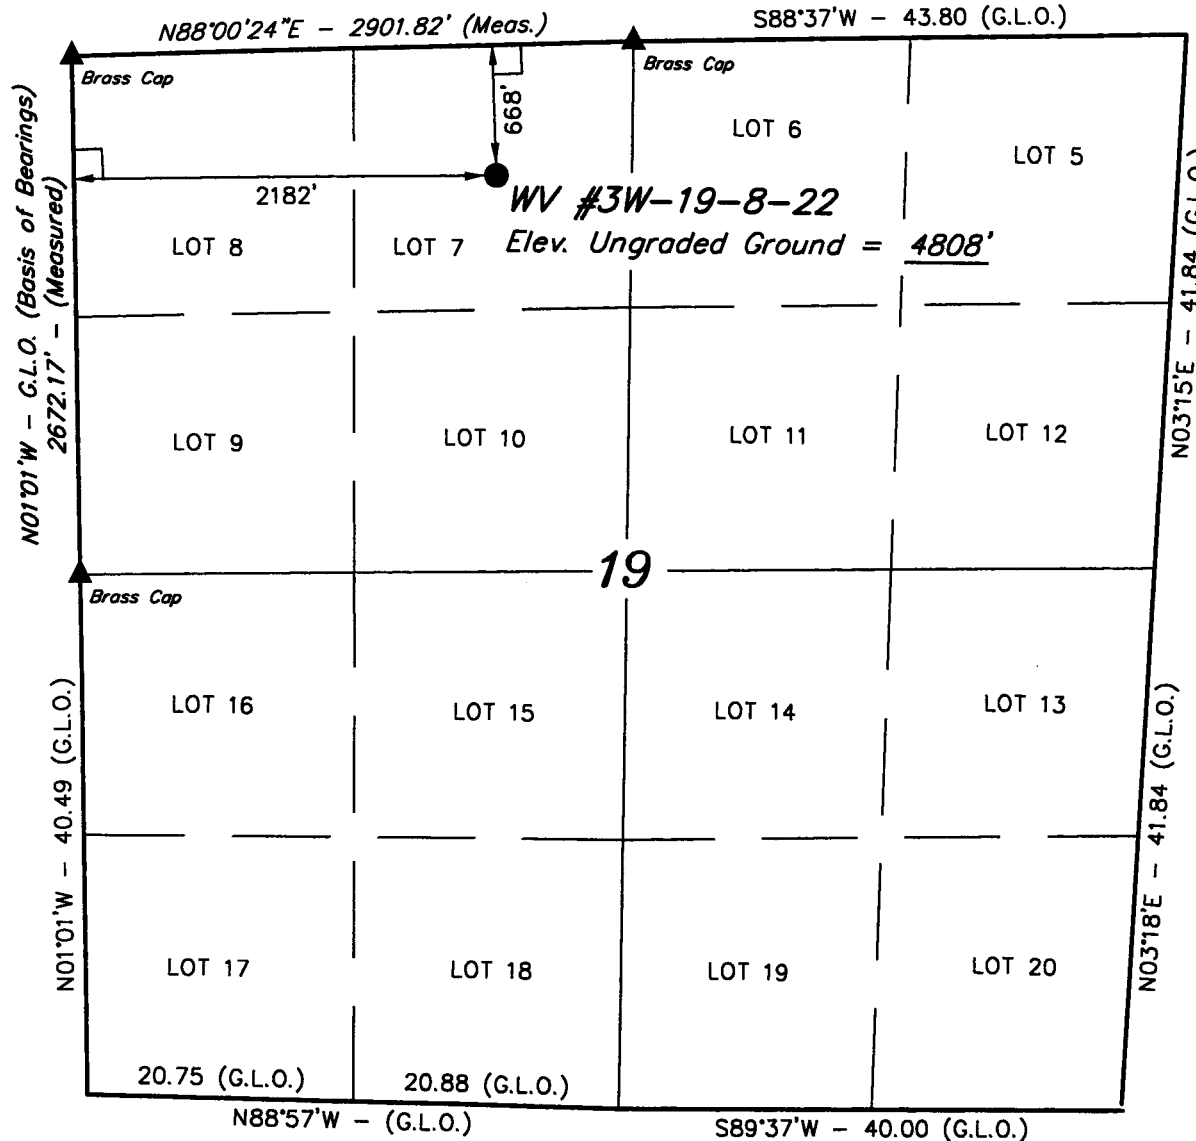 N88°00'24"E - 2901.82' (Meas.)
S88°37'W - 43.80 (G.L.O.)
Brass Cap
Brass Cap
668'
LOT 6
LOT 5
2182'
WV #3W-19-8-22
Elev. Ungraded Ground = 4808'
LOT 8
LOT 7
N01°01'W - G.L.O. (Basis of Bearings)
2672.17' - (Measured)
N03°15'E - 41.84 (G.L.O.)
LOT 9
LOT 10
LOT 11
LOT 12
19
Brass Cap
LOT 16
LOT 15
LOT 14
LOT 13
N01°01'W - 40.49 (G.L.O.)
N03°18'E - 41.84 (G.L.O.)
LOT 17
LOT 18
LOT 19
LOT 20
20.75 (G.L.O.)
20.88 (G.L.O.)
N88°57'W - (G.L.O.)
S89°37'W - 40.00 (G.L.O.)